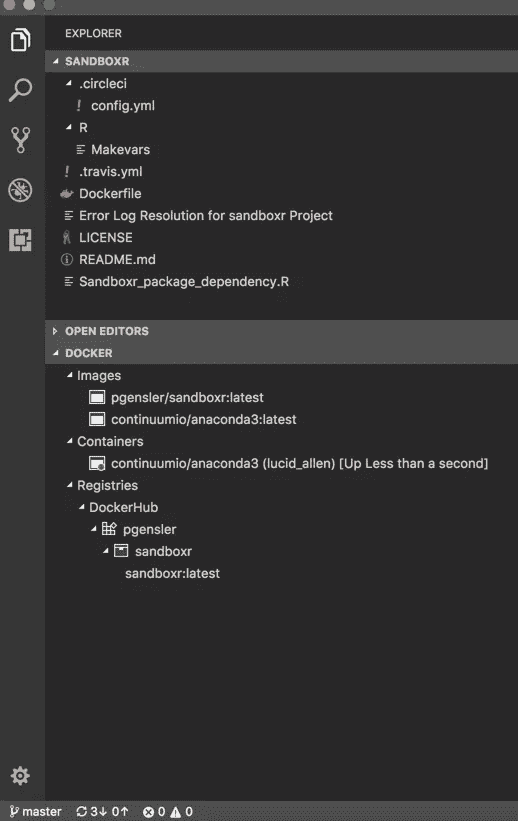 EXPLORER
SANDBOXR
.circleci
! config.yml
R
Makevars
! .travis.yml
Dockerfile
Error Log Resolution for sandboxr Project
LICENSE
README.md
Sandboxr_package_dependency.R
OPEN EDITORS
DOCKER
Images
pgensler/sandboxr:latest
continuumio/anaconda3:latest
Containers
continuumio/anaconda3 (lucid_allen) [Up Less than a second]
Registries
DockerHub
pgensler
sandboxr
sandboxr:latest
master 3↓ 0↑ 0 0